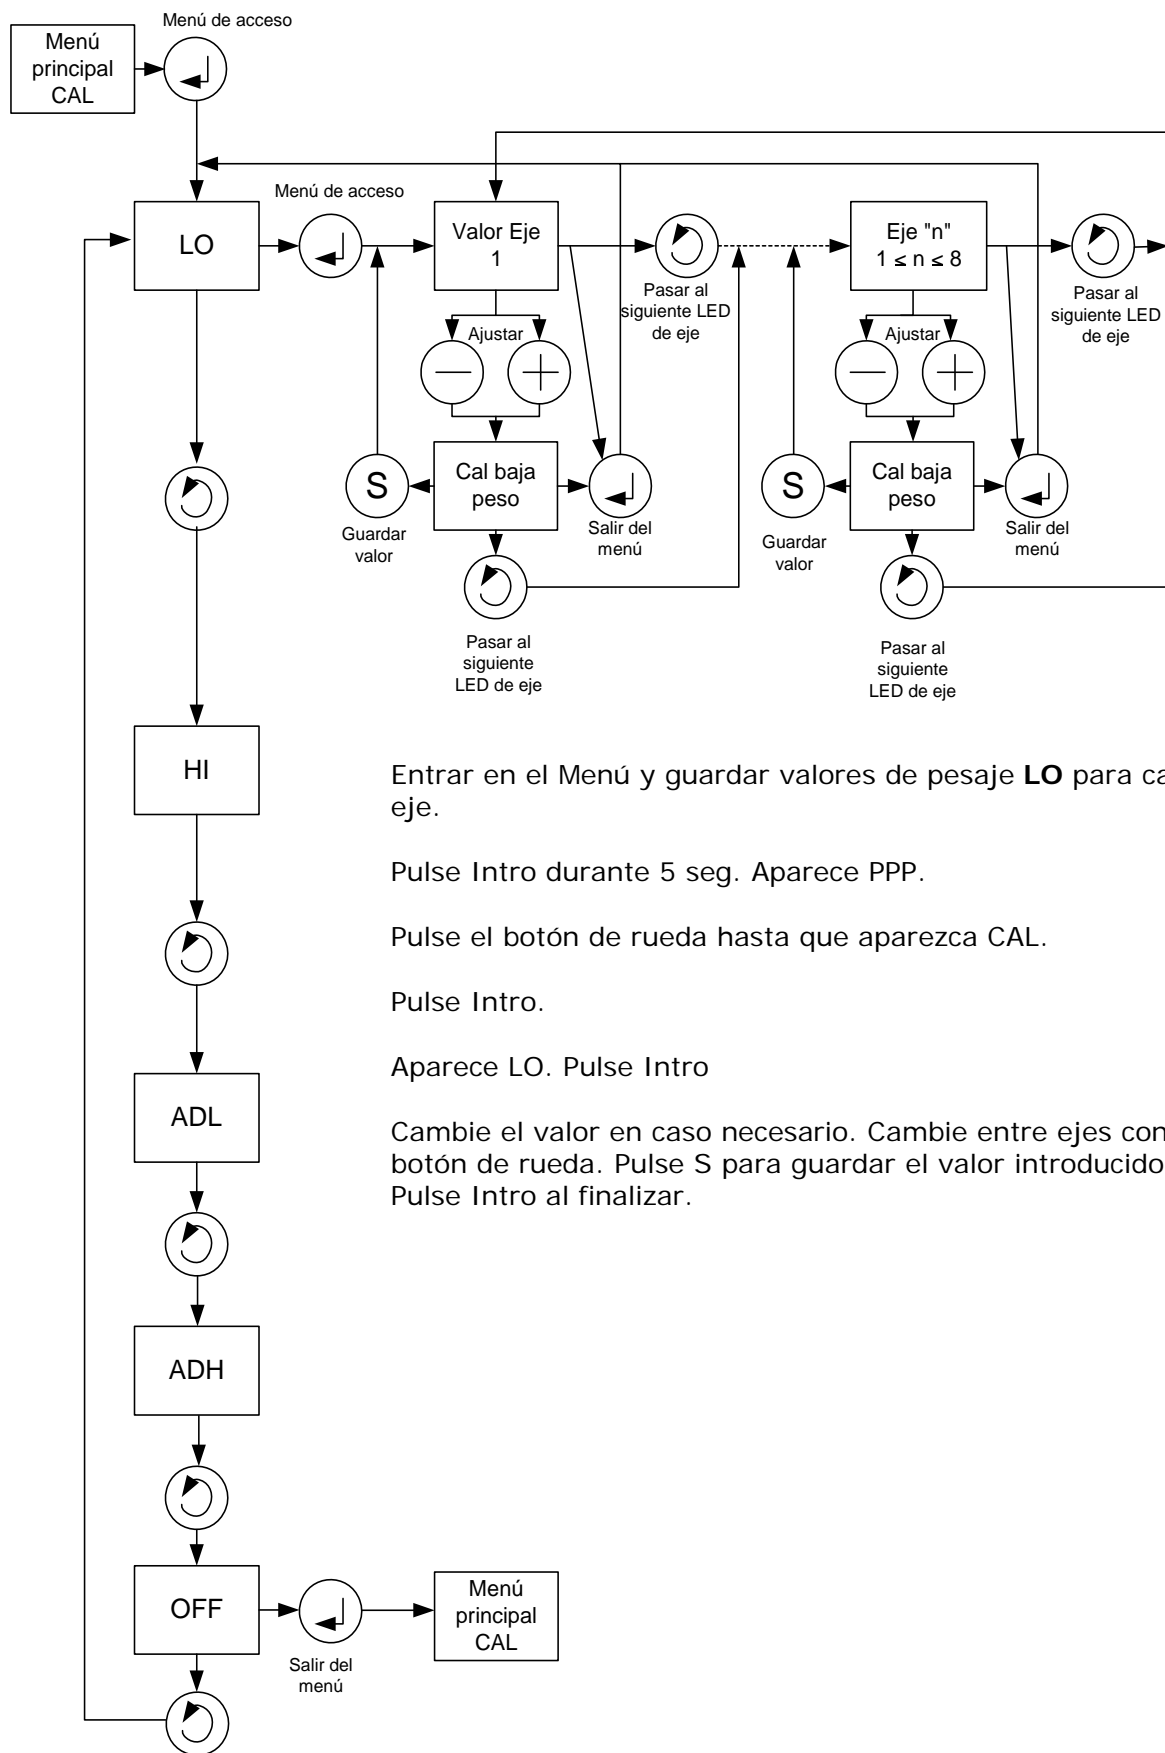 Menú de acceso
Menú
principal
CAL
LO
Menú de acceso
Valor Eje
1
Pasar al
siguiente LED
de eje
Eje "n"
1 ≤ n ≤ 8
Pasar al
siguiente LED
de eje
Ajustar
Ajustar
S
Guardar
valor
Cal baja
peso
Salir del
menú
S
Guardar
valor
Cal baja
peso
Salir del
menú
Pasar al
siguiente
LED de eje
Pasar al
siguiente
LED de eje
HI
Entrar en el Menú y guardar valores de pesaje LO para ca
eje.
Pulse Intro durante 5 seg. Aparece PPP.
Pulse el botón de rueda hasta que aparezca CAL.
Pulse Intro.
Aparece LO. Pulse Intro
Cambie el valor en caso necesario. Cambie entre ejes con
botón de rueda. Pulse S para guardar el valor introducido
Pulse Intro al finalizar.
ADL
ADH
OFF
Salir del
menú
Menú
principal
CAL